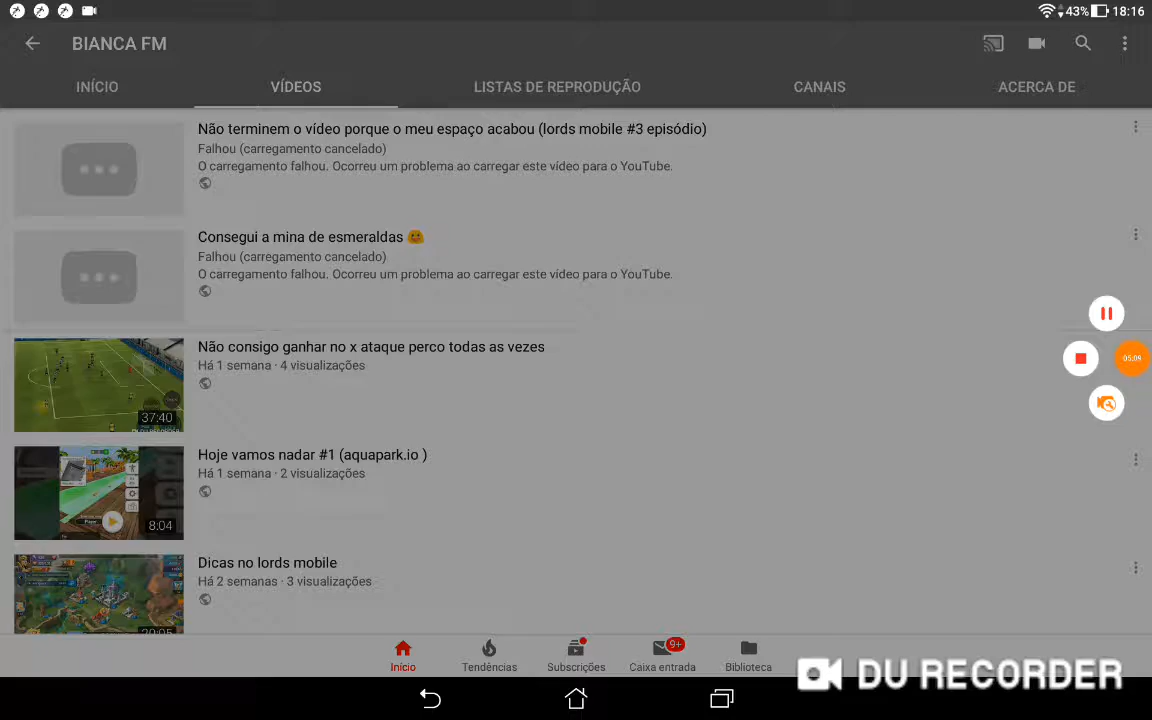 43% 18:16
BIANCA FM
INÍCIO VÍDEOS LISTAS DE REPRODUÇÃO CANAIS ACERCA DE
Não terminem o vídeo porque o meu espaço acabou (lords mobile #3 episódio)
Falhou (carregamento cancelado)
O carregamento falhou. Ocorreu um problema ao carregar este vídeo para o YouTube.
Consegui a mina de esmeraldas 🤗
Falhou (carregamento cancelado)
O carregamento falhou. Ocorreu um problema ao carregar este vídeo para o YouTube.
05:09
Não consigo ganhar no x ataque perco todas as vezes
Há 1 semana · 4 visualizações
37:40
Hoje vamos nadar #1 (aquapark.io )
Há 1 semana · 2 visualizações
8:04
Dicas no lords mobile
Há 2 semanas · 3 visualizações
20:05
9+
Início Tendências Subscrições Caixa entrada Biblioteca
DU RECORDER